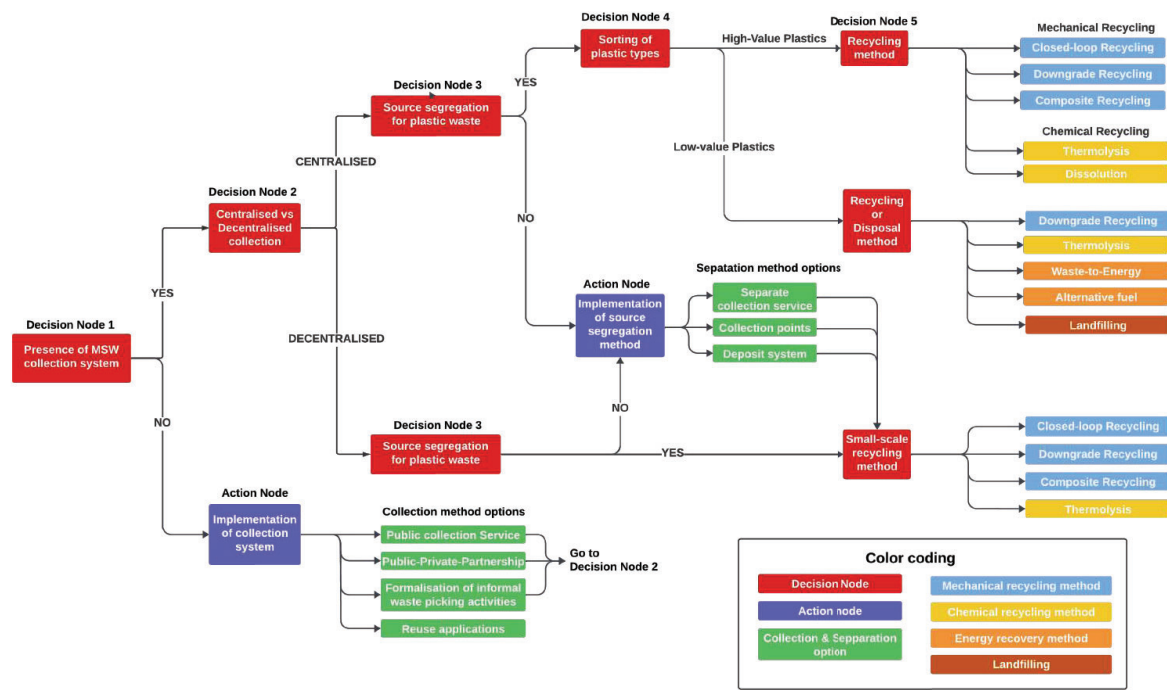 Decision Node 4
Decision Node 5
Mechanical Recycling
Sorting of
plastic types
High-Value Plastics
Recycling
method
Closed-loop Recycling
Downgrade Recycling
Composite Recycling
Chemical Recycling
Thermolysis
Dissolution
YES
Decision Node 3
Source segregation
for plastic waste
Low-value Plastics
CENTRALISED
Decision Node 2
Centralised vs
Decentralised
collection
NO
Recycling
or
Disposal
method
Downgrade Recycling
Thermolysis
Waste-to-Energy
Alternative fuel
Landfilling
Action Node
Implementation
of source
segregation
method
Sepatation method options
Separate
collection service
Collection points
Deposit system
YES
Decision Node 1
Presence of MSW
collection system
DECENTRALISED
NO
NO
Decision Node 3
Source segregation
for plastic waste
YES
Small-scale
recycling
method
Closed-loop Recycling
Downgrade Recycling
Composite Recycling
Thermolysis
Action Node
Implementation
of collection
system
Collection method options
Public collection Service
Public-Private-Partnership
Formalisation of informal
waste picking activities
Reuse applications
Go to
Decision Node 2
Color coding
Decision Node
Action node
Collection & Sepparation
option
Mechanical recycling method
Chemical recycling method
Energy recovery method
Landfilling